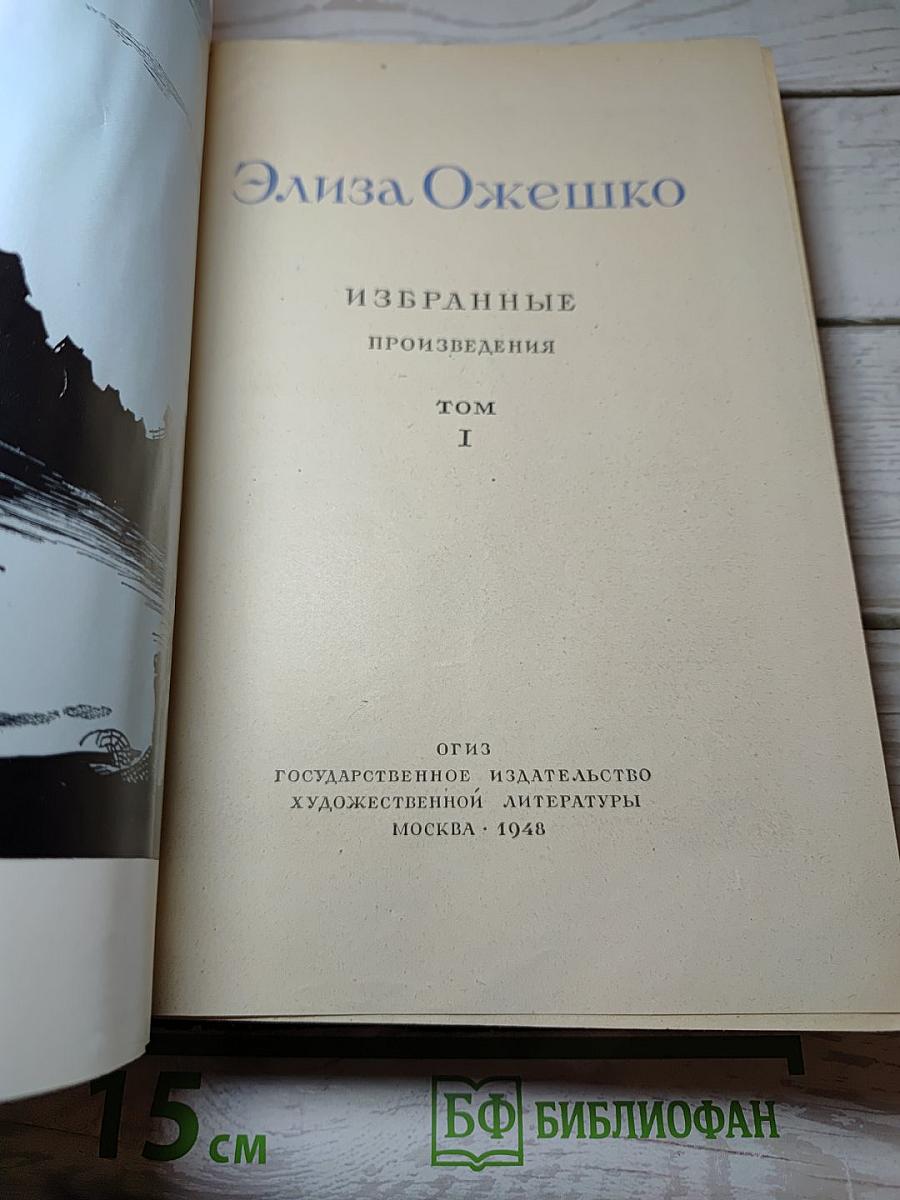 Элиза Ожешко
ИЗБРАННЫЕ
ПРОИЗВЕДЕНИЯ
ТОМ
I
ОГИЗ
ГОСУДАРСТВЕННОЕ ИЗДАТЕЛЬСТВО
ХУДОЖЕСТВЕННОЙ ЛИТЕРАТУРЫ
МОСКВА · 1948
15 см
БФ БИБЛИОФАН